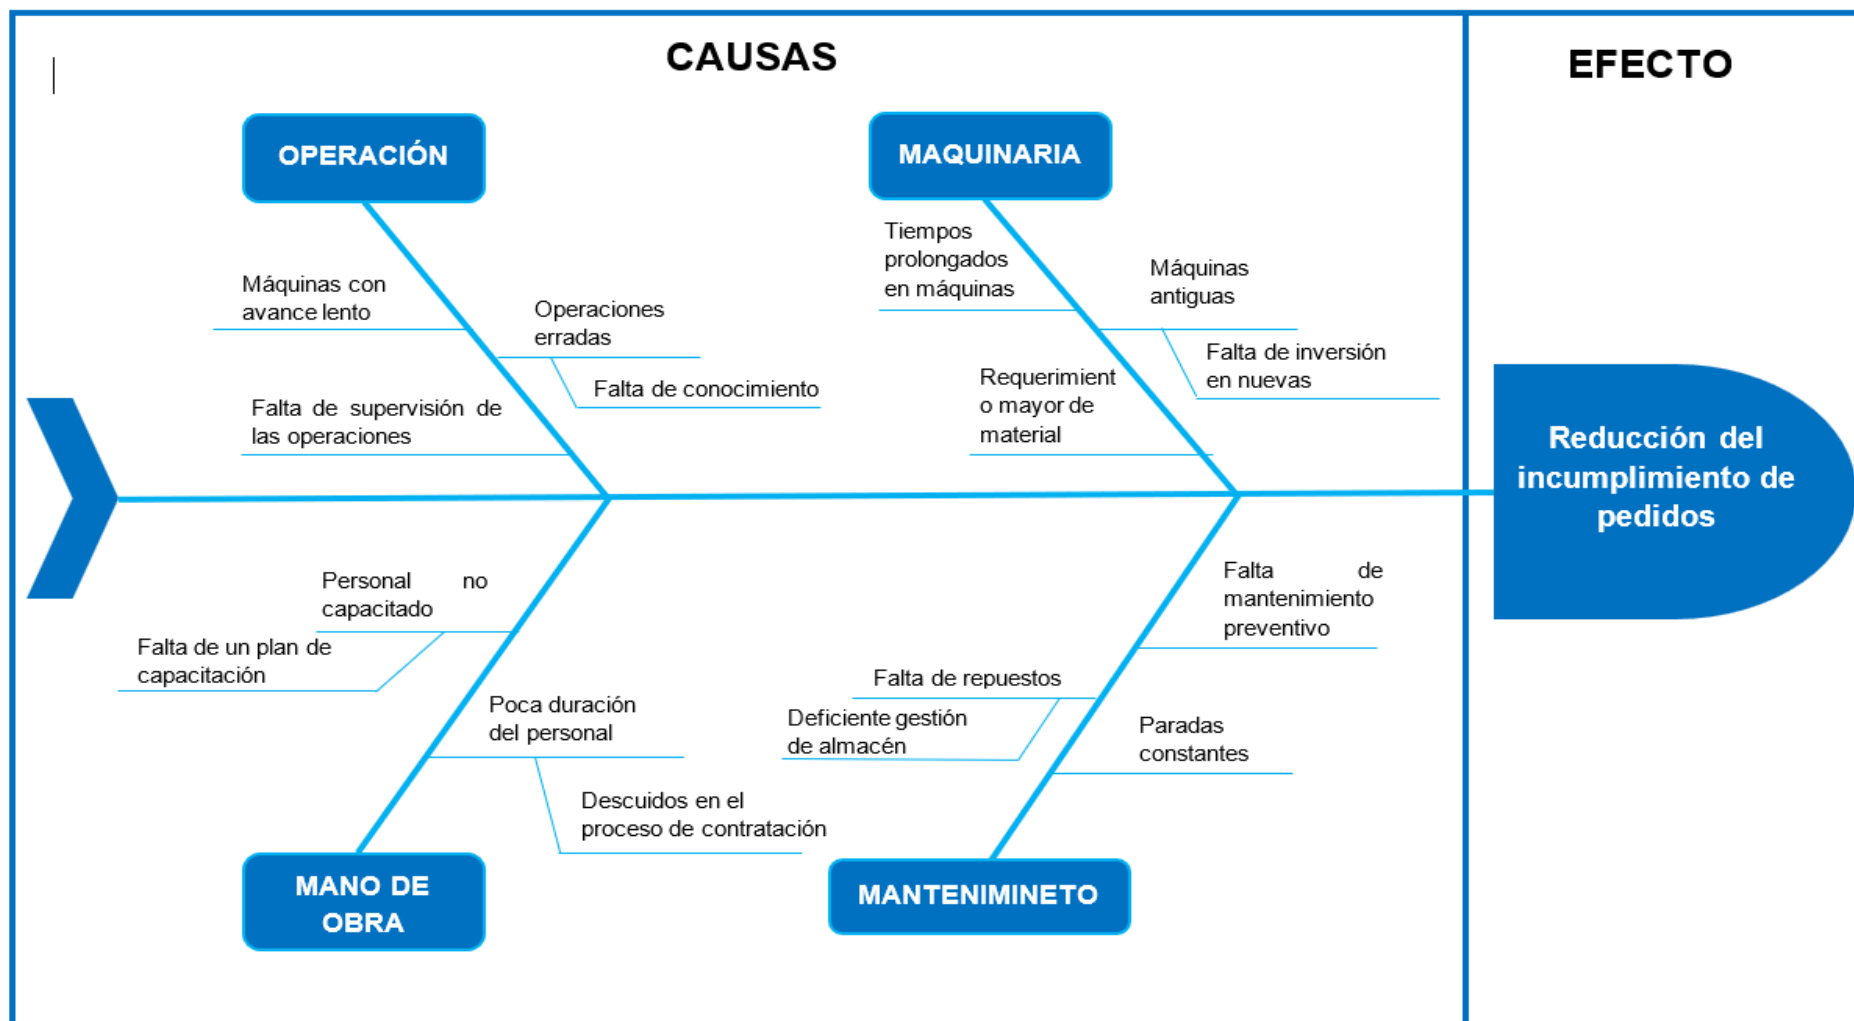 CAUSAS
EFECTO
OPERACIÓN
MAQUINARIA
Tiempos
prolongados
en máquinas
Máquinas
antiguas
Máquinas con
avance lento
Operaciones
erradas
Falta de inversión
en nuevas
Falta de conocimiento
Requerimient
o mayor de
material
Falta de supervisión de
las operaciones
Reducción del
incumplimiento de
pedidos
Personal no
capacitado
Falta de un plan de
capacitación
Falta de
mantenimiento
preventivo
Falta de repuestos
Poca duración
del personal
Deficiente gestión
de almacén
Paradas
constantes
Descuidos en el
proceso de contratación
MANO DE
OBRA
MANTENIMINETO